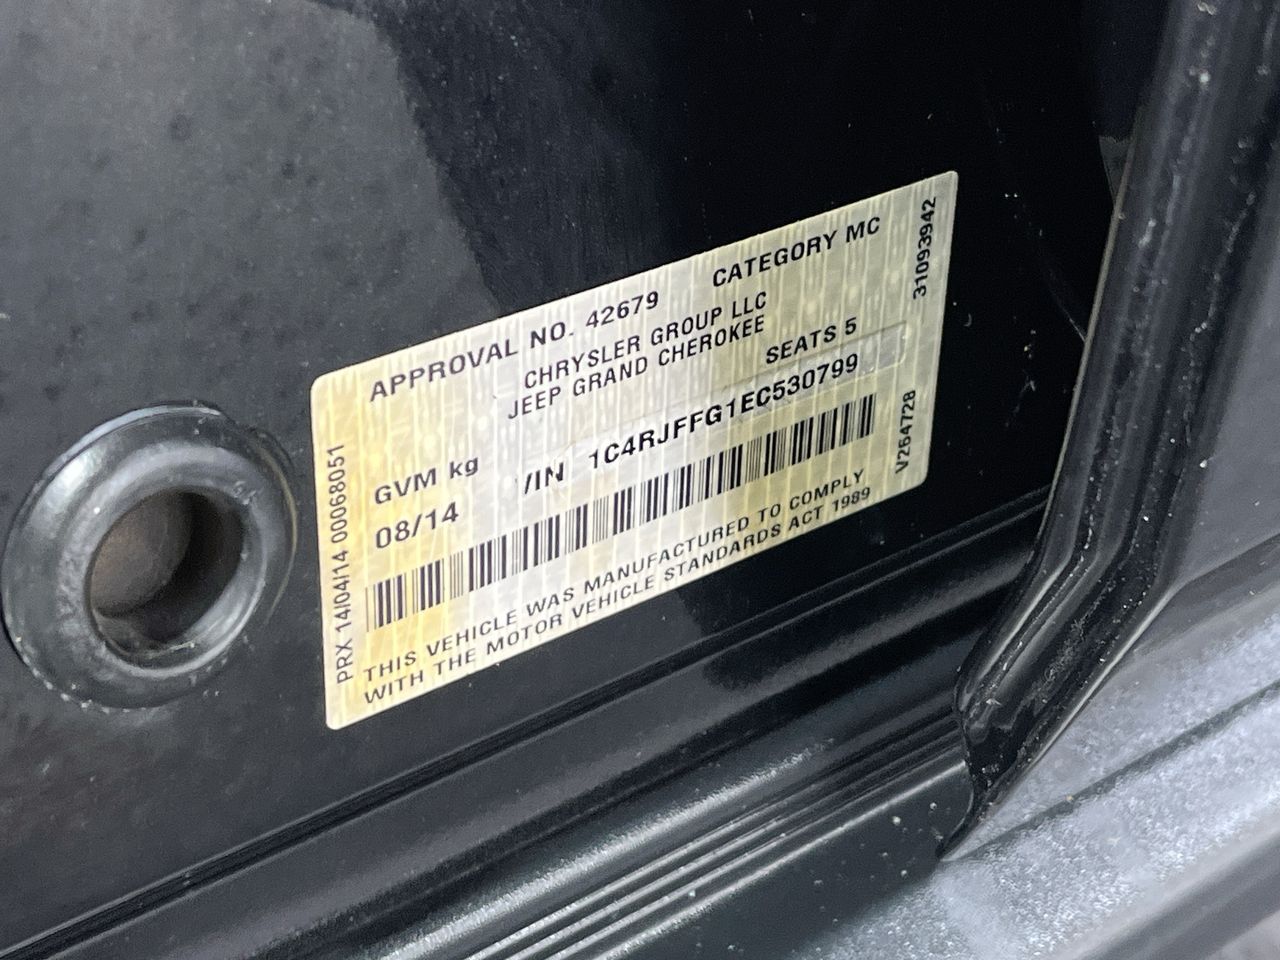 APPROVAL NO. 42679 CATEGORY MC
CHRYSLER GROUP LLC
JEEP GRAND CHEROKEE
SEATS 5
GVM kg
VIN 1C4RJFFG1EC530799
08/14
THIS VEHICLE WAS MANUFACTURED TO COMPLY
WITH THE MOTOR VEHICLE STANDARDS ACT 1989
PRX 14/04/14 00068051
31093942
V264728